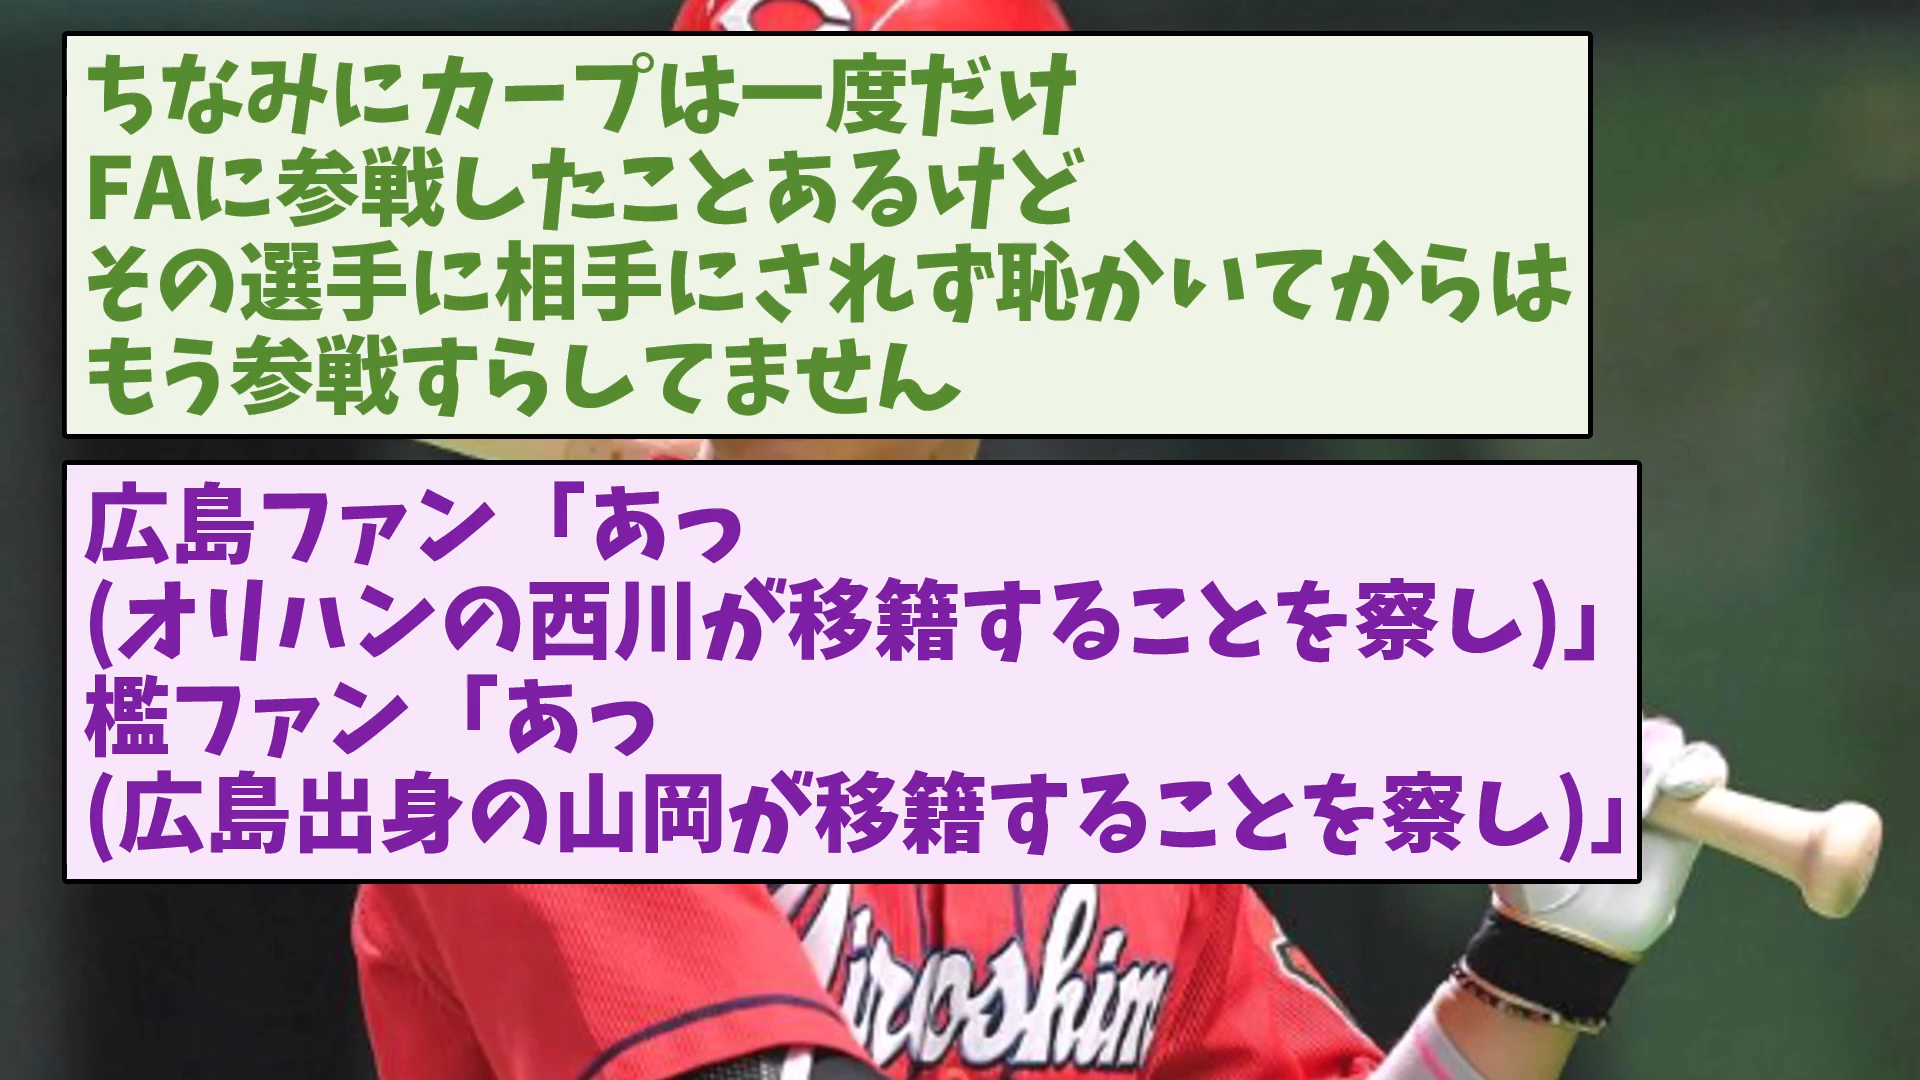 ちなみにカープは一度だけ
FAに参戦したことあるけど
その選手に相手にされず恥かいてからは
もう参戦すらしてません
広島ファン「あっ
(オリハンの西川が移籍することを察し)」
檻ファン「あっ
(広島出身の山岡が移籍することを察し)」
Hiroshim